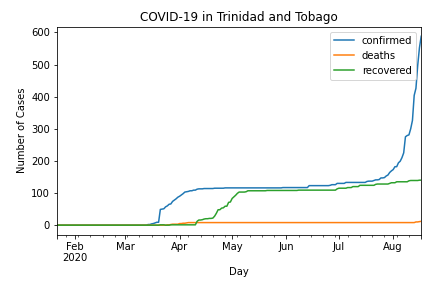 COVID-19 in Trinidad and Tobago
600
500
400
300
200
100
0
Number of Cases
confirmed
deaths
recovered
Feb Mar Apr May Jun Jul Aug
2020
Day